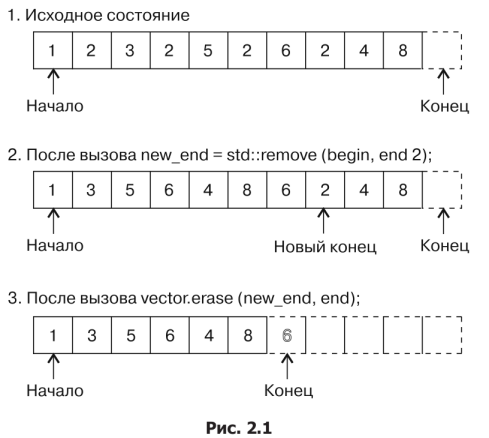 1. Исходное состояние
1 2 3 2 5 2 6 2 4 8
Начало Конец
2. После вызова new_end = std::remove (begin, end 2);
1 3 5 6 4 8 6 2 4 8
Начало Новый конец Конец
3. После вызова vector.erase (new_end, end);
1 3 5 6 4 8 6
Начало Конец
Рис. 2.1